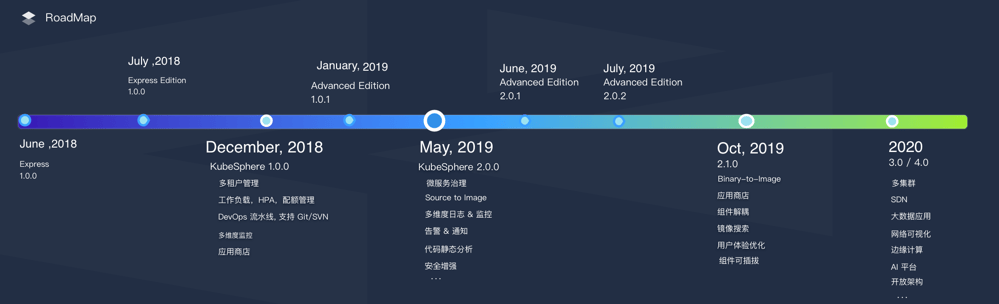 RoadMap
July ,2018
Express Edition
1.0.0
January, 2019
Advanced Edition
1.0.1
June, 2019
Advanced Edition
2.0.1
July, 2019
Advanced Edition
2.0.2
June ,2018
Express
1.0.0
December, 2018
KubeSphere 1.0.0
多租户管理
工作负载，HPA，配额管理
DevOps 流水线, 支持 Git/SVN
多维度监控
应用商店
May, 2019
KubeSphere 2.0.0
微服务治理
Source to Image
多维度日志 & 监控
告警 & 通知
代码静态分析
安全增强
...
Oct, 2019
2.1.0
Binary-to-Image
应用商店
组件解耦
镜像搜索
用户体验优化
组件可插拔
2020
3.0 / 4.0
多集群
SDN
大数据应用
网络可视化
边缘计算
AI 平台
开放架构
...